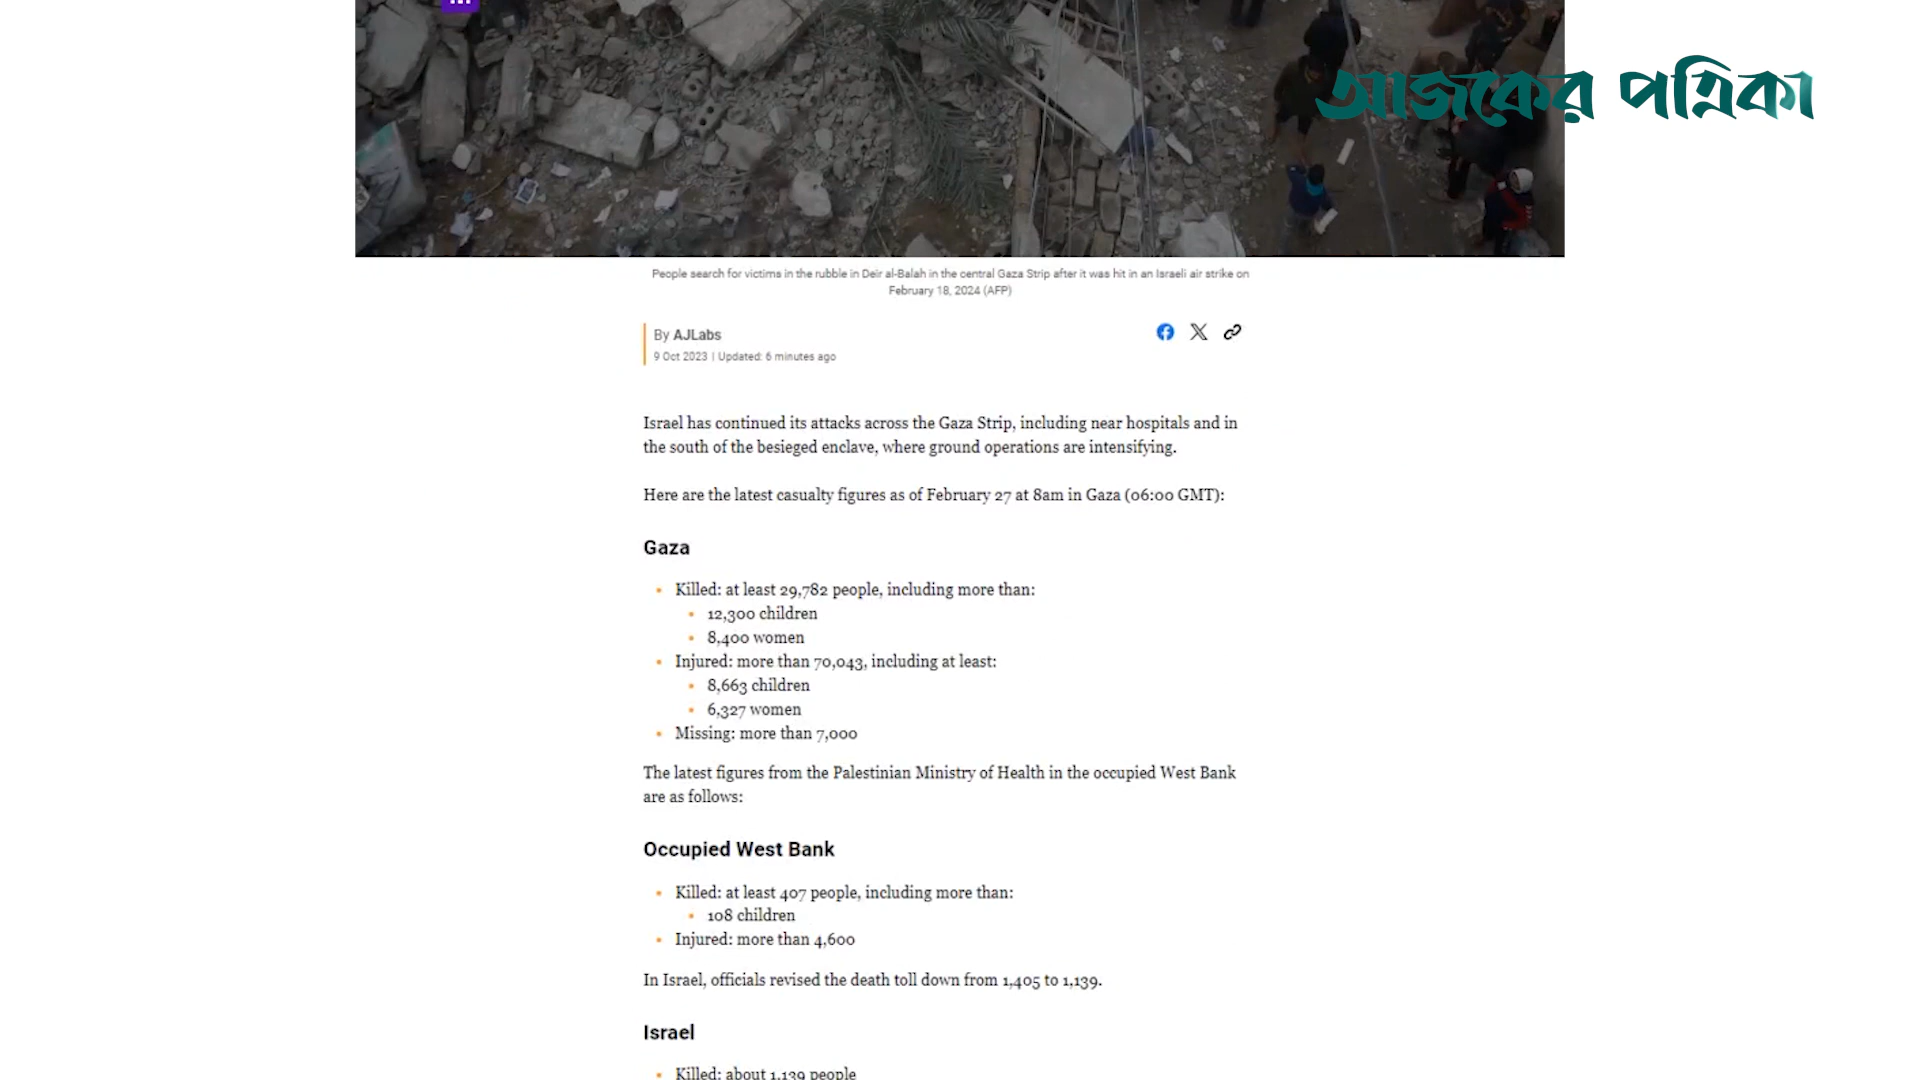 আজকের পত্রিকা
People search for victims in the rubble in Deir al-Balah in the central Gaza Strip after it was hit in an Israeli air strike on
February 18, 2024 (AFP)
By AJLabs
9 Oct 2023 | Updated: 6 minutes ago
Israel has continued its attacks across the Gaza Strip, including near hospitals and in
the south of the besieged enclave, where ground operations are intensifying.
Here are the latest casualty figures as of February 27 at 8am in Gaza (06:00 GMT):
Gaza
Killed: at least 29,782 people, including more than:
12,300 children
8,400 women
Injured: more than 70,043, including at least:
8,663 children
6,327 women
Missing: more than 7,000
The latest figures from the Palestinian Ministry of Health in the occupied West Bank
are as follows:
Occupied West Bank
Killed: at least 407 people, including more than:
108 children
Injured: more than 4,600
In Israel, officials revised the death toll down from 1,405 to 1,139.
Israel
Killed: about 1,139 people